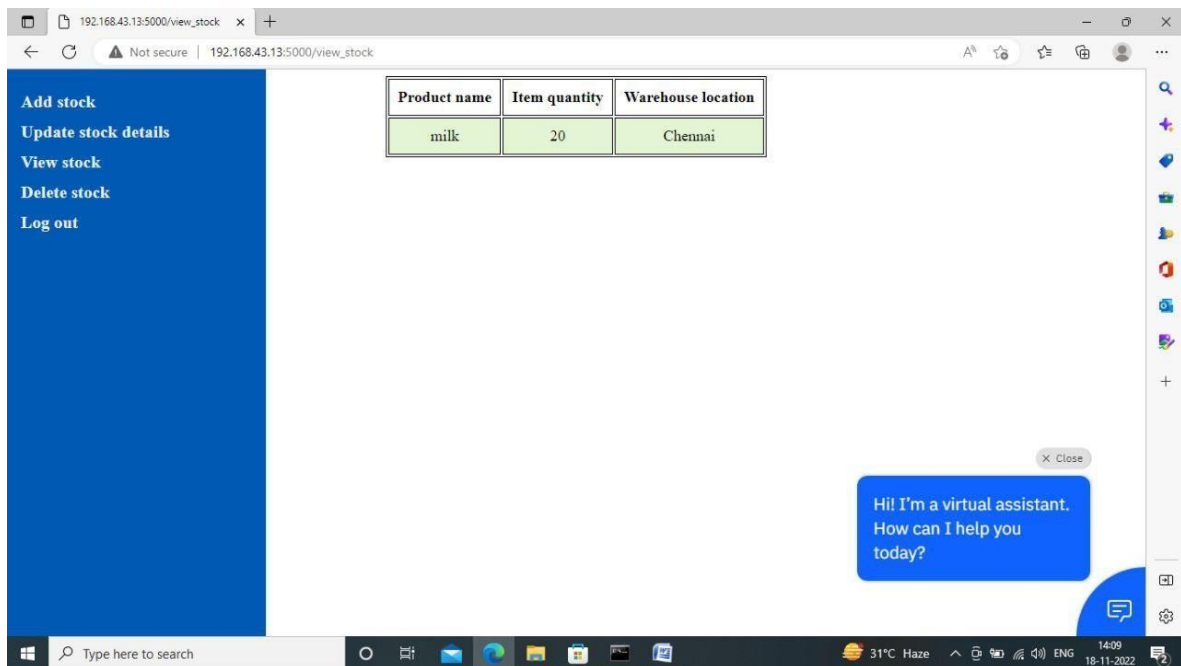 192.168.43.13:5000/view_stock
Not secure | 192.168.43.13:5000/view_stock
Add stock
Update stock details
View stock
Delete stock
Log out
Product name Item quantity Warehouse location
milk 20 Chennai
Close
Hi! I'm a virtual assistant.
How can I help you
today?
Type here to search
31°C Haze
ENG
14:09
18-11-2022
2